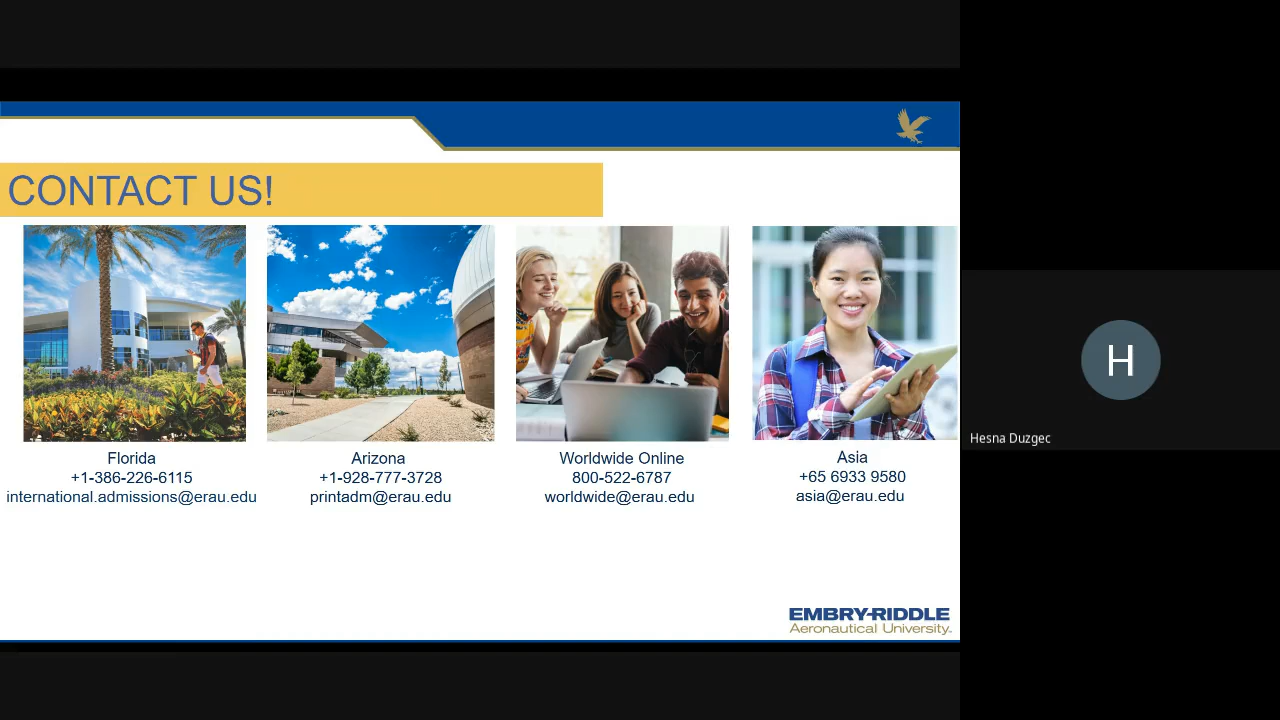 CONTACT US!
Florida
+1-386-226-6115
international.admissions@erau.edu
Arizona
+1-928-777-3728
printadm@erau.edu
Worldwide Online
800-522-6787
worldwide@erau.edu
Asia
+65 6933 9580
asia@erau.edu
EMBRY-RIDDLE
Aeronautical University
H
Hesna Duzgec